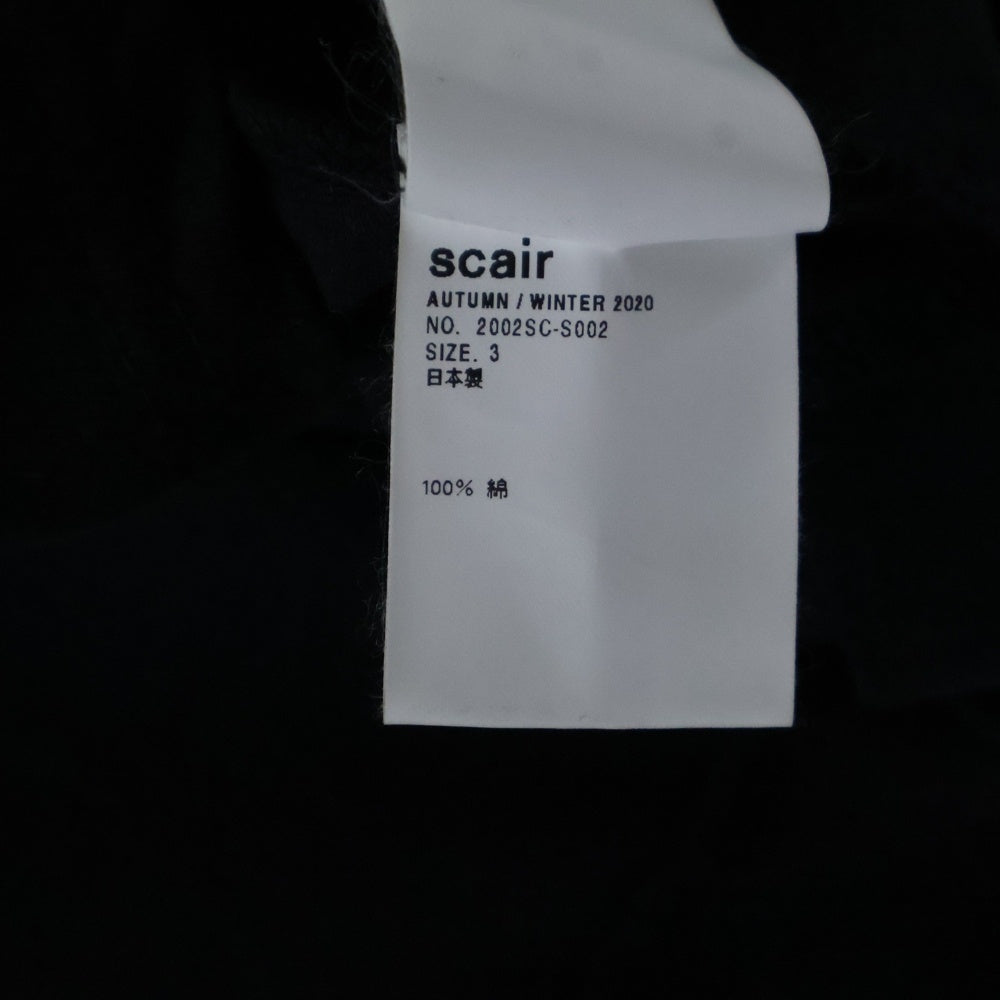 scair
AUTUMN / WINTER 2020
NO. 2002SC-S002
SIZE. 3
日本製
100% 綿